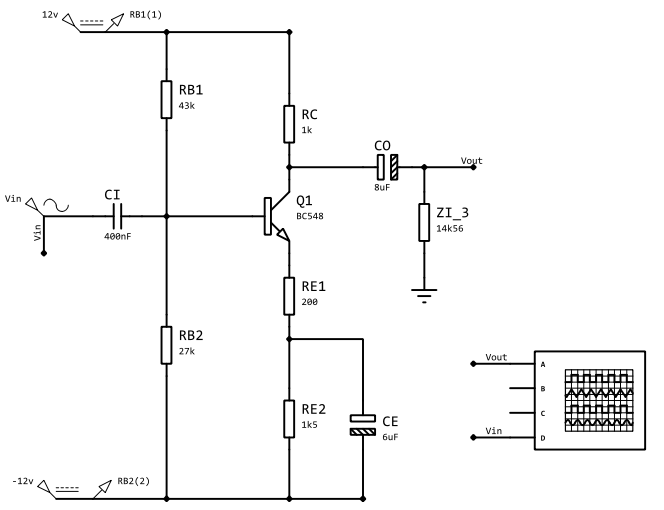 12v
RB1(1)
RB1
43k
RC
1k
CO
8uF
Vout
Vin
Vin
CI
400nF
Q1
BC548
ZI_3
14k56
RE1
200
RB2
27k
Vout
A
B
C
Vin
D
RE2
1k5
CE
6uF
-12v
RB2(2)